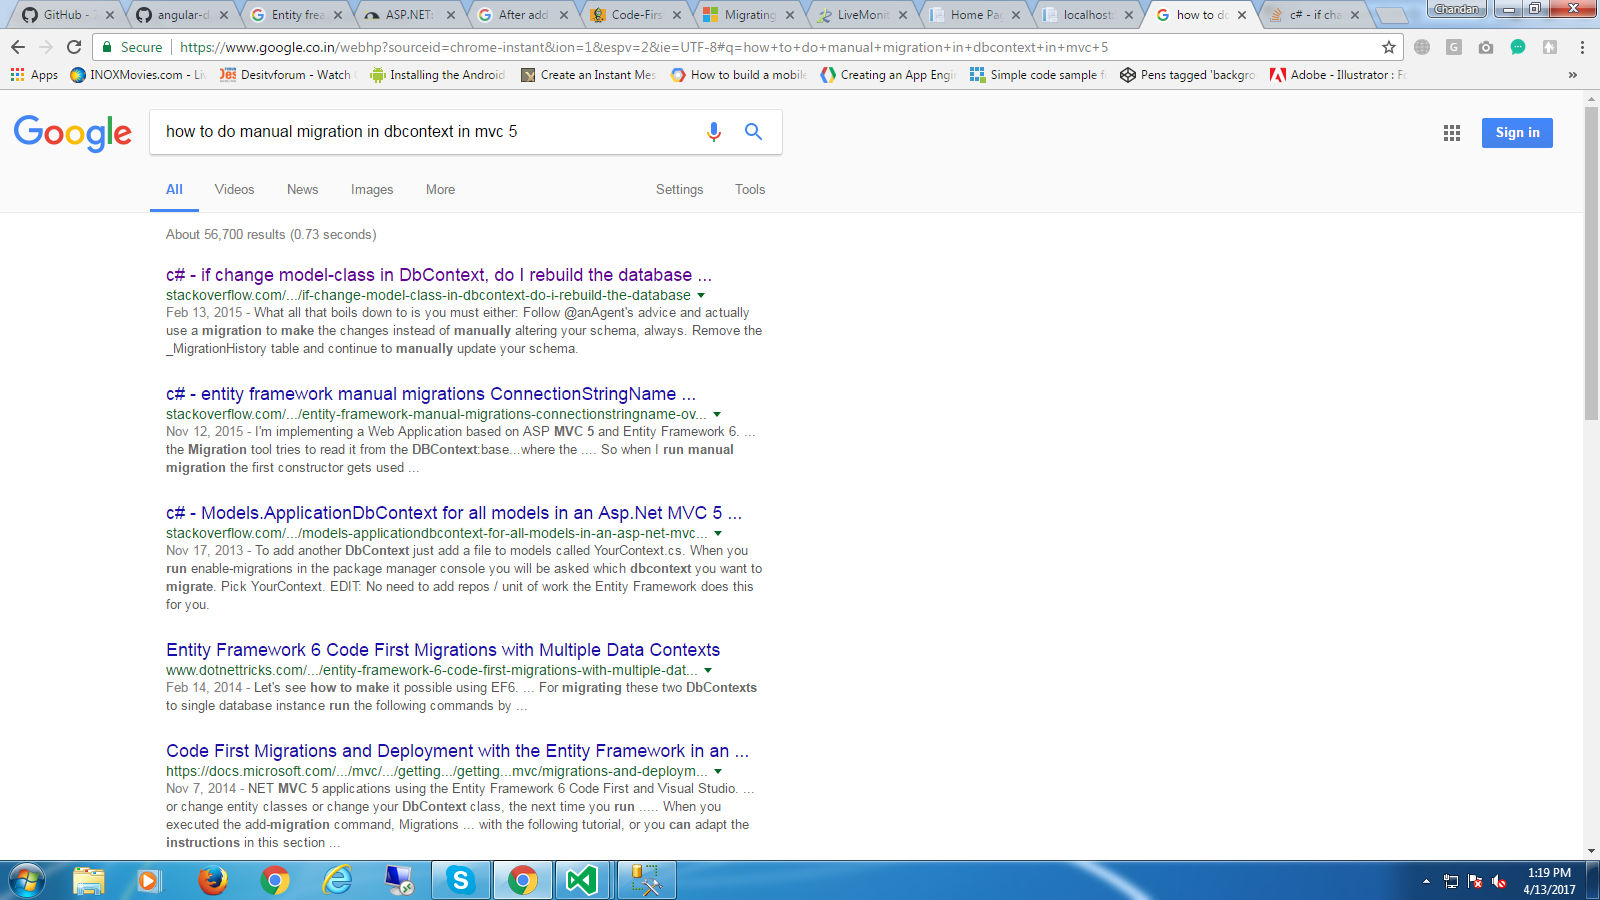 GitHub - 7
angular-d
Entity frea
ASP.NET:
After add
Code-Firs
Migrating
LiveMonit
Home Pag
localhost:
how to do
c# - if cha
Chandan
Secure
https://www.google.co.in/webhp?sourceid=chrome-instant&ion=1&espv=2&ie=UTF-8#q=how+to+do+manual+migration+in+dbcontext+in+mvc+5
Apps
INOXMovies.com - Liv
Desitvforum - Watch
Installing the Android
Create an Instant Mes
How to build a mobile
Creating an App Engin
Simple code sample f
Pens tagged 'backgro
Adobe - Illustrator : Fo
»
Google
how to do manual migration in dbcontext in mvc 5
Sign in
All
Videos
News
Images
More
Settings
Tools
About 56,700 results (0.73 seconds)
c# - if change model-class in DbContext, do I rebuild the database ...
stackoverflow.com/.../if-change-model-class-in-dbcontext-do-i-rebuild-the-database
Feb 13, 2015 - What all that boils down to is you must either: Follow @anAgent's advice and actually
use a migration to make the changes instead of manually altering your schema, always. Remove the
_MigrationHistory table and continue to manually update your schema.
c# - entity framework manual migrations ConnectionStringName ...
stackoverflow.com/.../entity-framework-manual-migrations-connectionstringname-ov...
Nov 12, 2015 - I'm implementing a Web Application based on ASP MVC 5 and Entity Framework 6. ...
the Migration tool tries to read it from the DBContext:base...where the .... So when I run manual
migration the first constructor gets used ...
c# - Models.ApplicationDbContext for all models in an Asp.Net MVC 5 ...
stackoverflow.com/.../models-applicationdbcontext-for-all-models-in-an-asp-net-mvc...
Nov 17, 2013 - To add another DbContext just add a file to models called YourContext.cs. When you
run enable-migrations in the package manager console you will be asked which dbcontext you want to
migrate. Pick YourContext. EDIT: No need to add repos / unit of work the Entity Framework does this
for you.
Entity Framework 6 Code First Migrations with Multiple Data Contexts
www.dotnettricks.com/.../entity-framework-6-code-first-migrations-with-multiple-dat...
Feb 14, 2014 - Let's see how to make it possible using EF6. ... For migrating these two DbContexts
to single database instance run the following commands by ...
Code First Migrations and Deployment with the Entity Framework in an ...
https://docs.microsoft.com/.../mvc/.../getting.../getting...mvc/migrations-and-deploym...
Nov 7, 2014 - NET MVC 5 applications using the Entity Framework 6 Code First and Visual Studio. ...
or change entity classes or change your DbContext class, the next time you run ..... When you
executed the add-migration command, Migrations ... with the following tutorial, or you can adapt the
instructions in this section ...
1:19 PM
4/13/2017